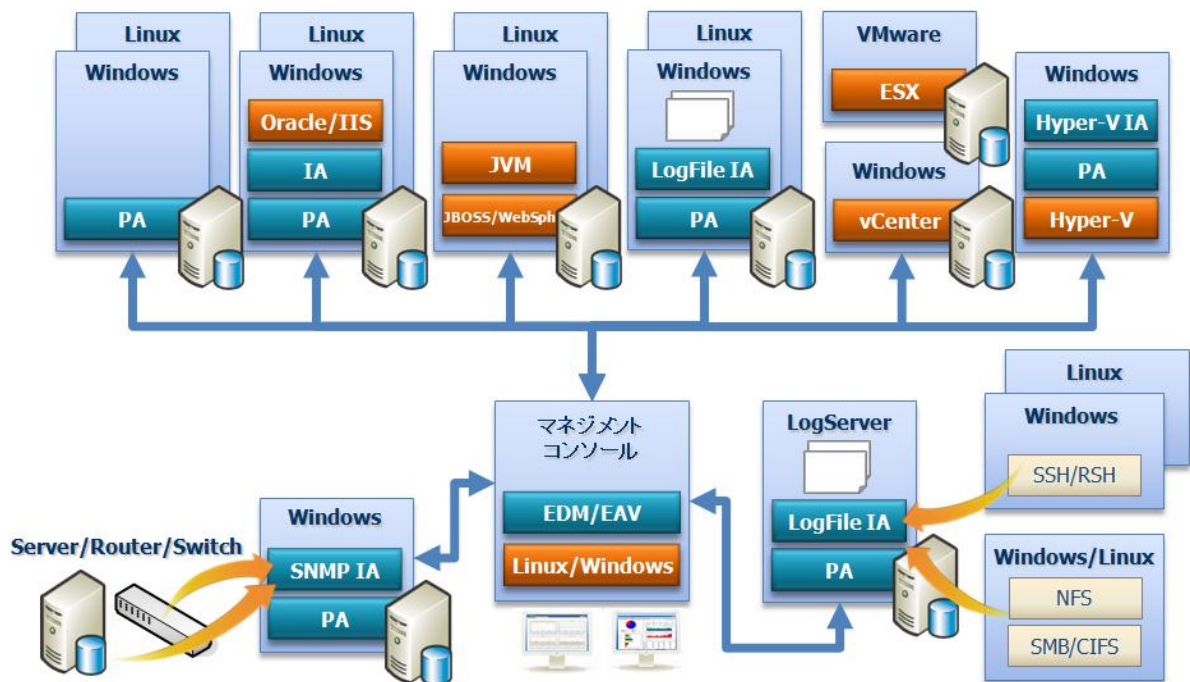 Linux
Windows
PA
Linux
Windows
Oracle/IIS
IA
PA
Linux
Windows
JVM
JBOSS/WebSph
Linux
Windows
LogFile IA
PA
VMware
ESX
Windows
vCenter
Windows
Hyper-V IA
PA
Hyper-V
マネジメント
コンソール
EDM/EAV
Linux/Windows
LogServer
LogFile IA
PA
Linux
Windows
SSH/RSH
Windows/Linux
NFS
SMB/CIFS
Server/Router/Switch
Windows
SNMP IA
PA